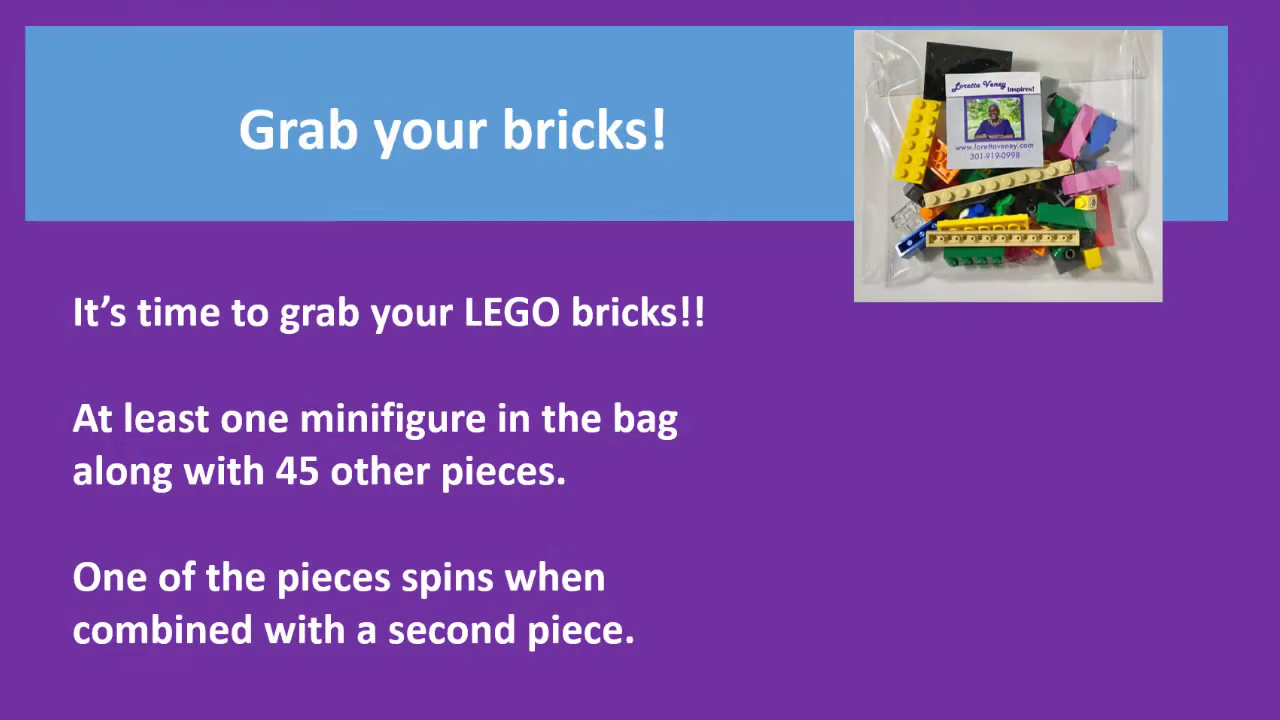 Grab your bricks!
Loretta Veney
Inspires!
www.lorettaveney.com
301-919-0998
It’s time to grab your LEGO bricks!!
At least one minifigure in the bag
along with 45 other pieces.
One of the pieces spins when
combined with a second piece.